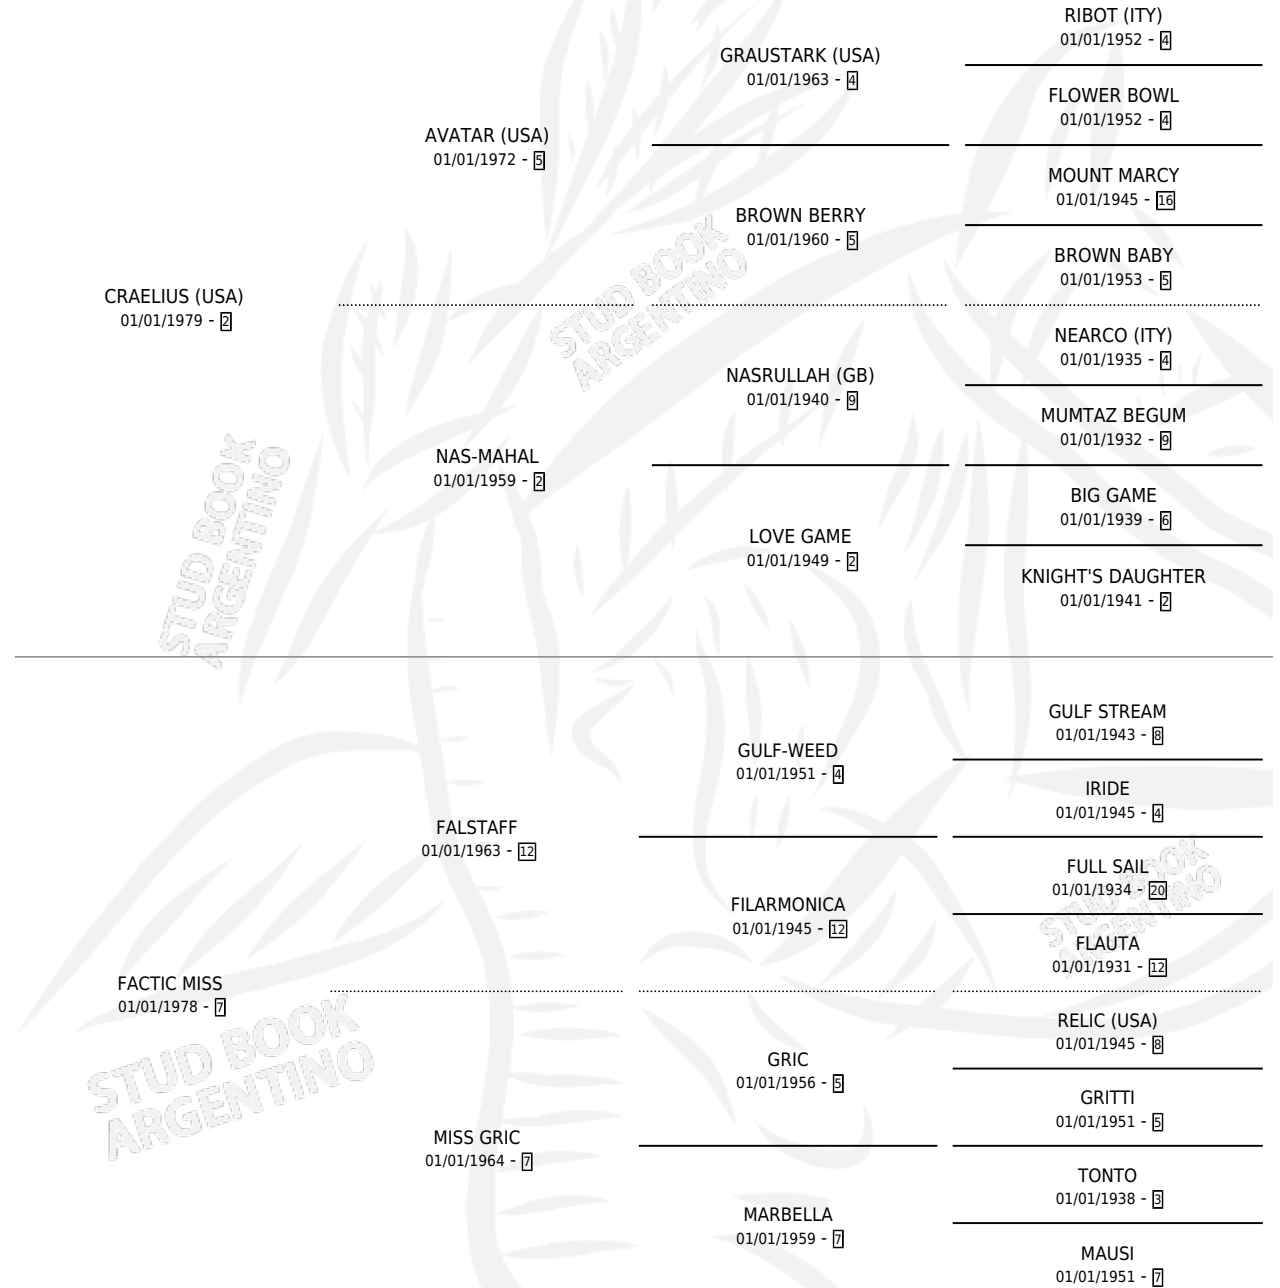 RIBOT (ITY)
01/01/1952 - 4
GRAUSTARK (USA)
01/01/1963 - 4
FLOWER BOWL
01/01/1952 - 4
AVATAR (USA)
01/01/1972 - 5
MOUNT MARCY
01/01/1945 - 16
BROWN BERRY
01/01/1960 - 5
BROWN BABY
01/01/1953 - 5
CRAELIUS (USA)
01/01/1979 - 2
NEARCO (ITY)
01/01/1935 - 4
NASRULLAH (GB)
01/01/1940 - 9
MUMTAZ BEGUM
01/01/1932 - 9
NAS-MAHAL
01/01/1959 - 2
BIG GAME
01/01/1939 - 6
LOVE GAME
01/01/1949 - 2
KNIGHT'S DAUGHTER
01/01/1941 - 2
STUD BOOK
ARGENTINO
STUD BOOK
ARGENTINO
GULF STREAM
01/01/1943 - 8
GULF-WEED
01/01/1951 - 4
IRIDE
01/01/1945 - 4
FALSTAFF
01/01/1963 - 12
FULL SAIL
01/01/1934 - 20
FILARMONICA
01/01/1945 - 12
FLAUTA
01/01/1931 - 12
FACTIC MISS
01/01/1978 - 7
RELIC (USA)
01/01/1945 - 8
GRIC
01/01/1956 - 5
GRITTI
01/01/1951 - 5
MISS GRIC
01/01/1964 - 7
TONTO
01/01/1938 - 3
MARBELLA
01/01/1959 - 7
MAUSI
01/01/1951 - 7
STUD BOOK
ARGENTINO
STUD BOOK
ARGENTINO